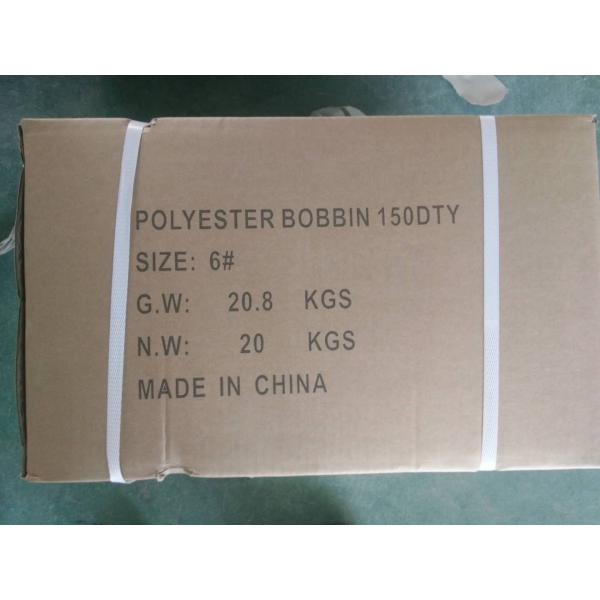 POLYESTER BOBBIN 150DTY
SIZE: 6#
G.W: 20.8 KGS
N.W: 20 KGS
MADE IN CHINA